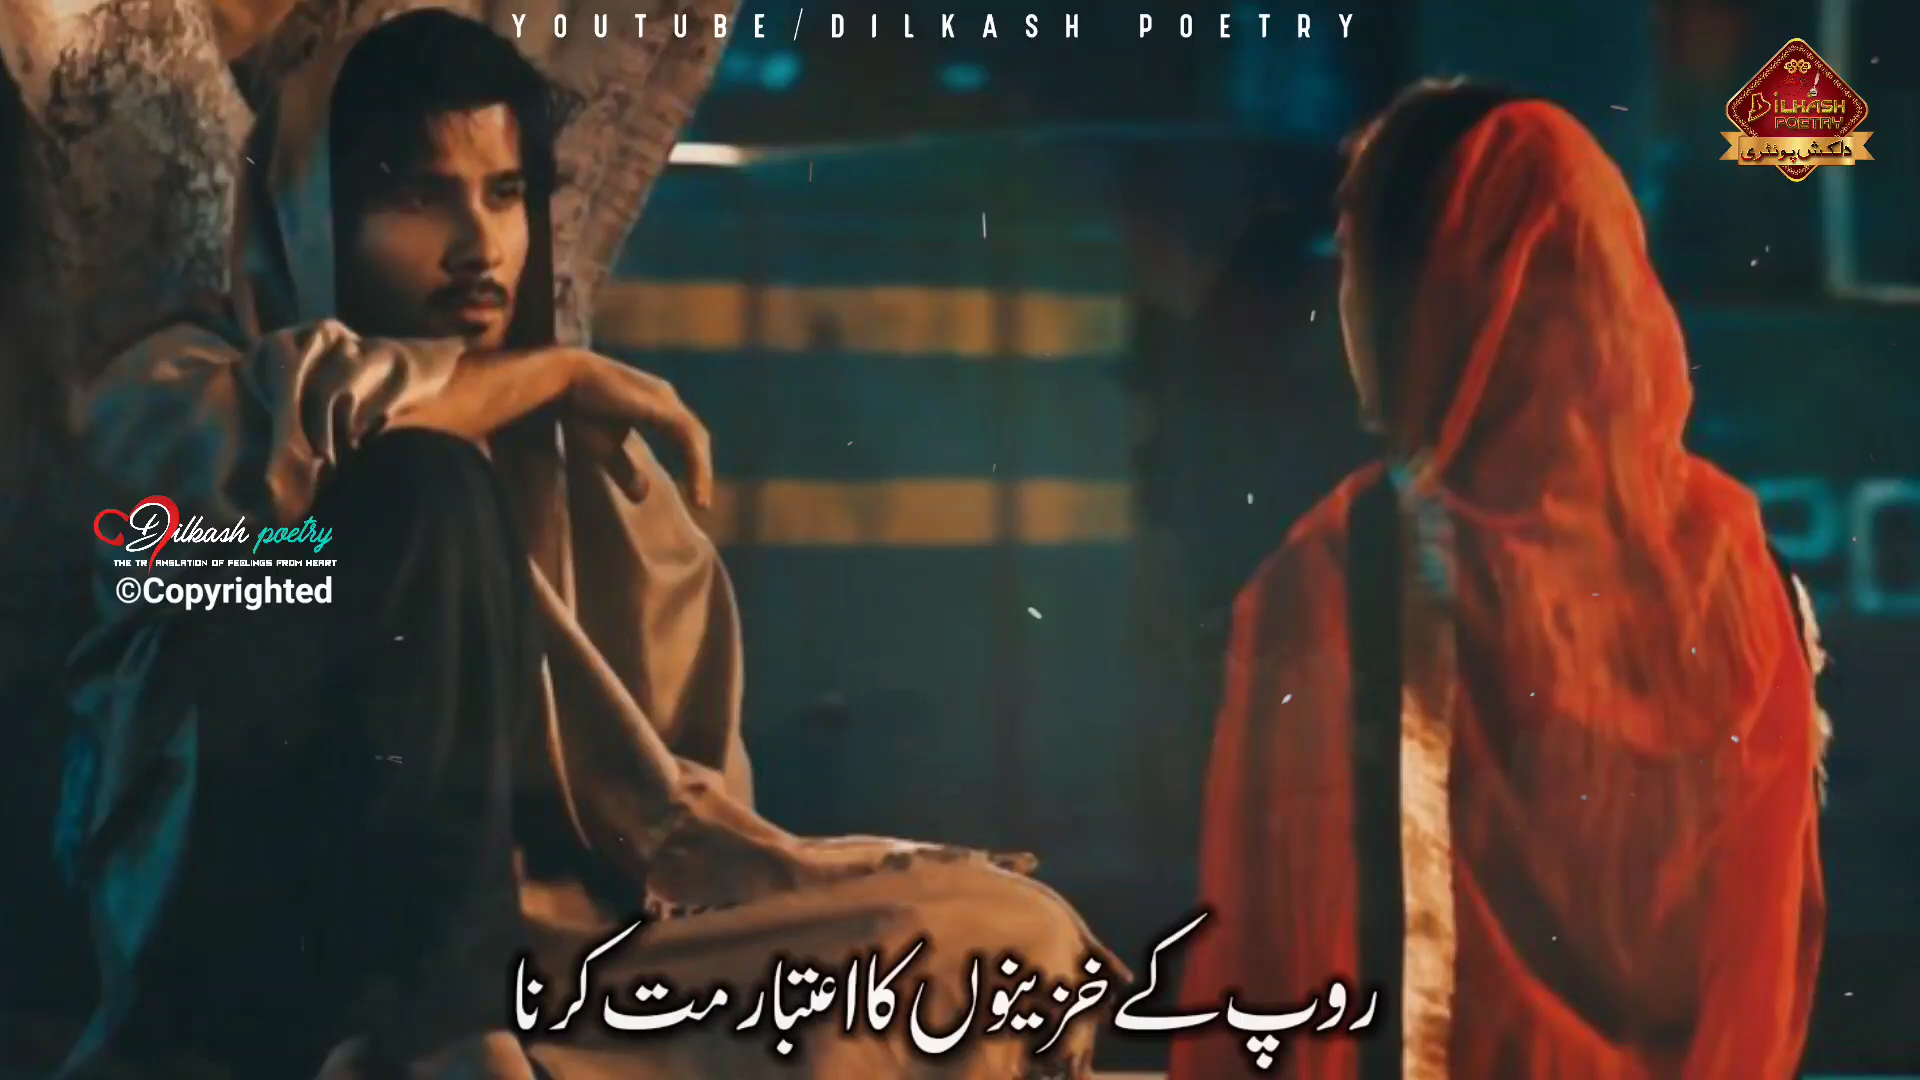 YOUTUBE/DILKASH POETRY
DILKASH
POETRY
دلکش پوئٹری
Dilkash poetry
THE TRANSLATION OF FEELINGS FROM HEART
©Copyrighted
20
روپ کے خزینوں کا اعتبار مت کرنا